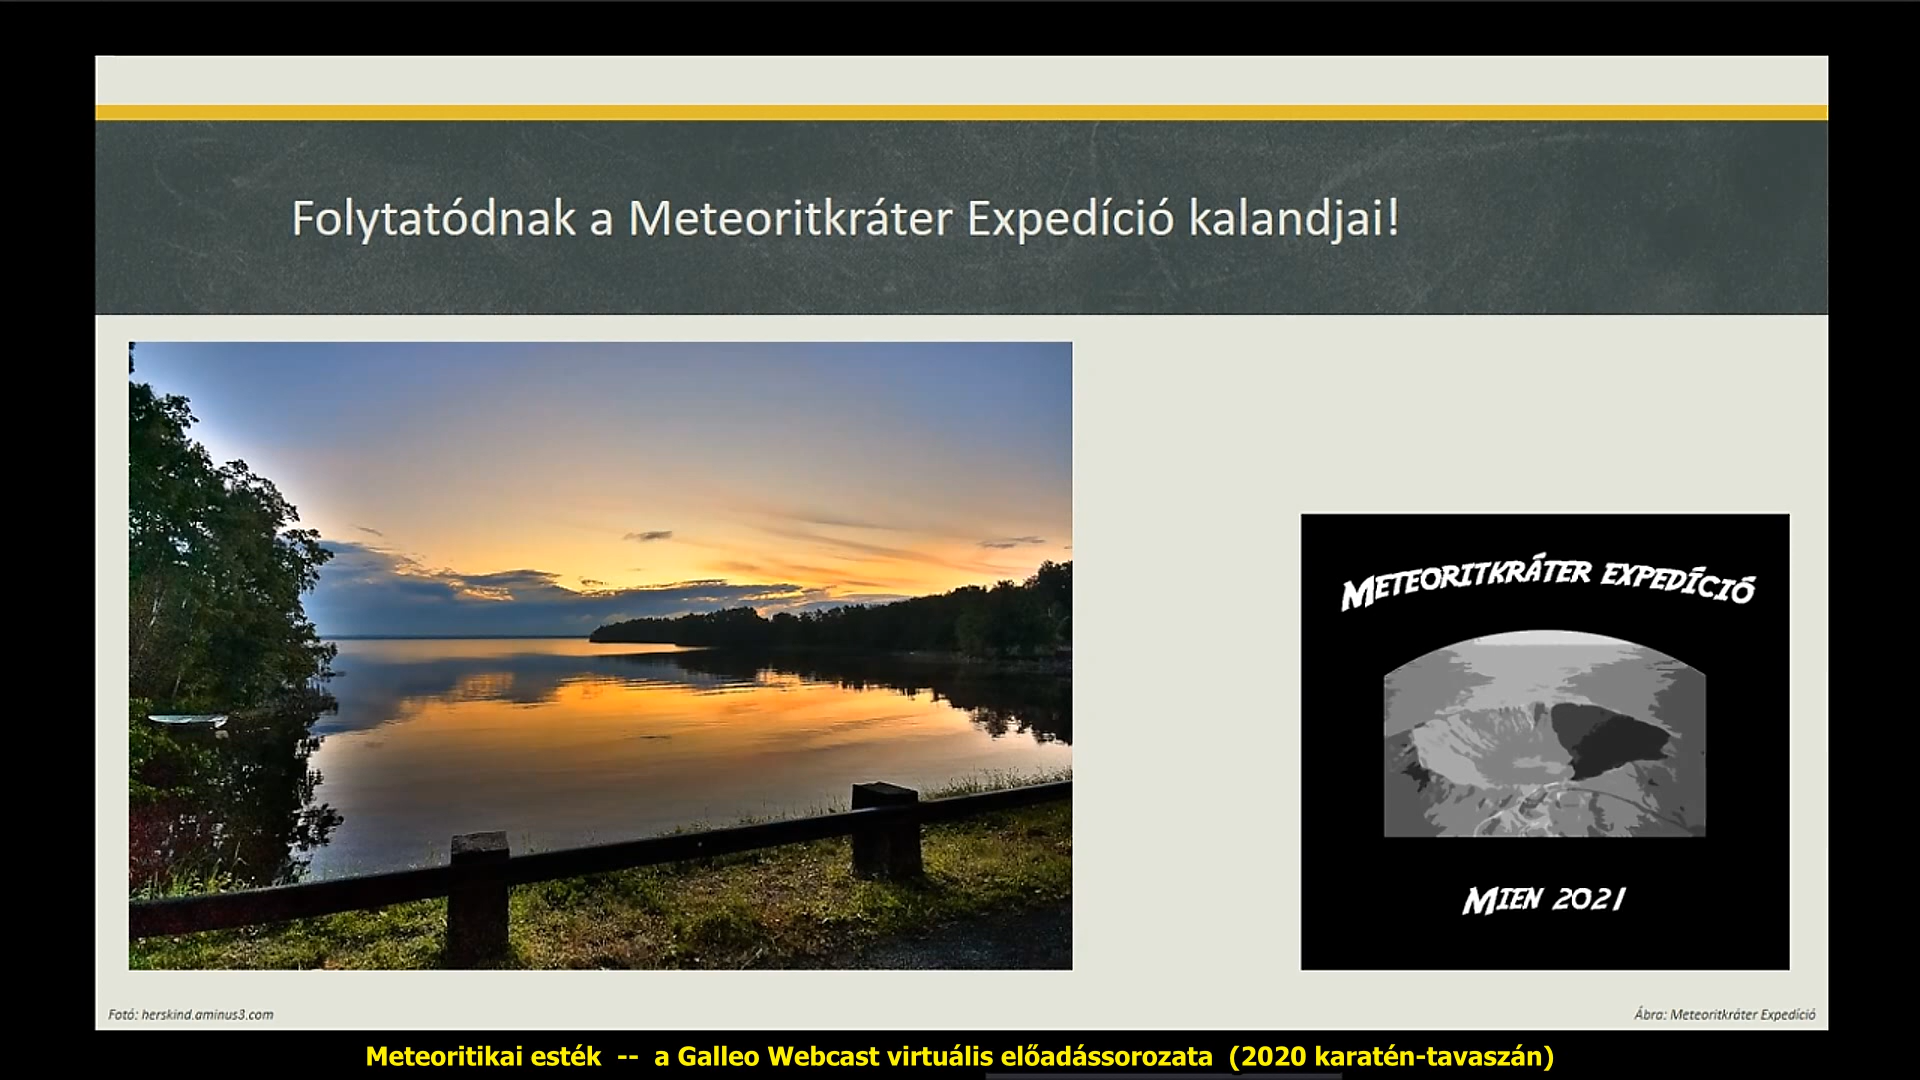 Folytatódnak a Meteoritkráter Expedíció kalandjai!
METEORITKRÁTER EXPEDÍCIÓ
MIEN 2021
Fotó: herskind.aminus3.com
Ábra: Meteoritkráter Expedíció
Meteoritikai esték -- a Galleo Webcast virtuális előadássorozata (2020 karatén-tavaszán)